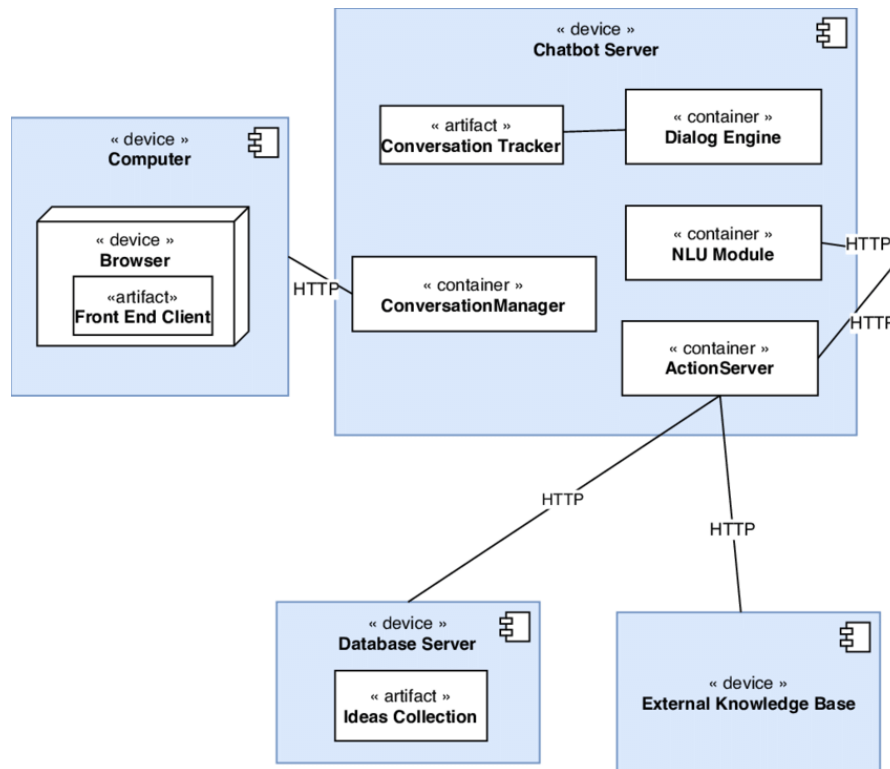 « device »
Chatbot Server
« artifact »
Conversation Tracker
« container »
Dialog Engine
« device »
Computer
« device »
Browser
«artifact»
Front End Client
« container »
NLU Module
HTTP
HTTP
« container »
ConversationManager
HTTP
« container »
ActionServer
HTTP
HTTP
« device »
Database Server
« artifact »
Ideas Collection
« device »
External Knowledge Base